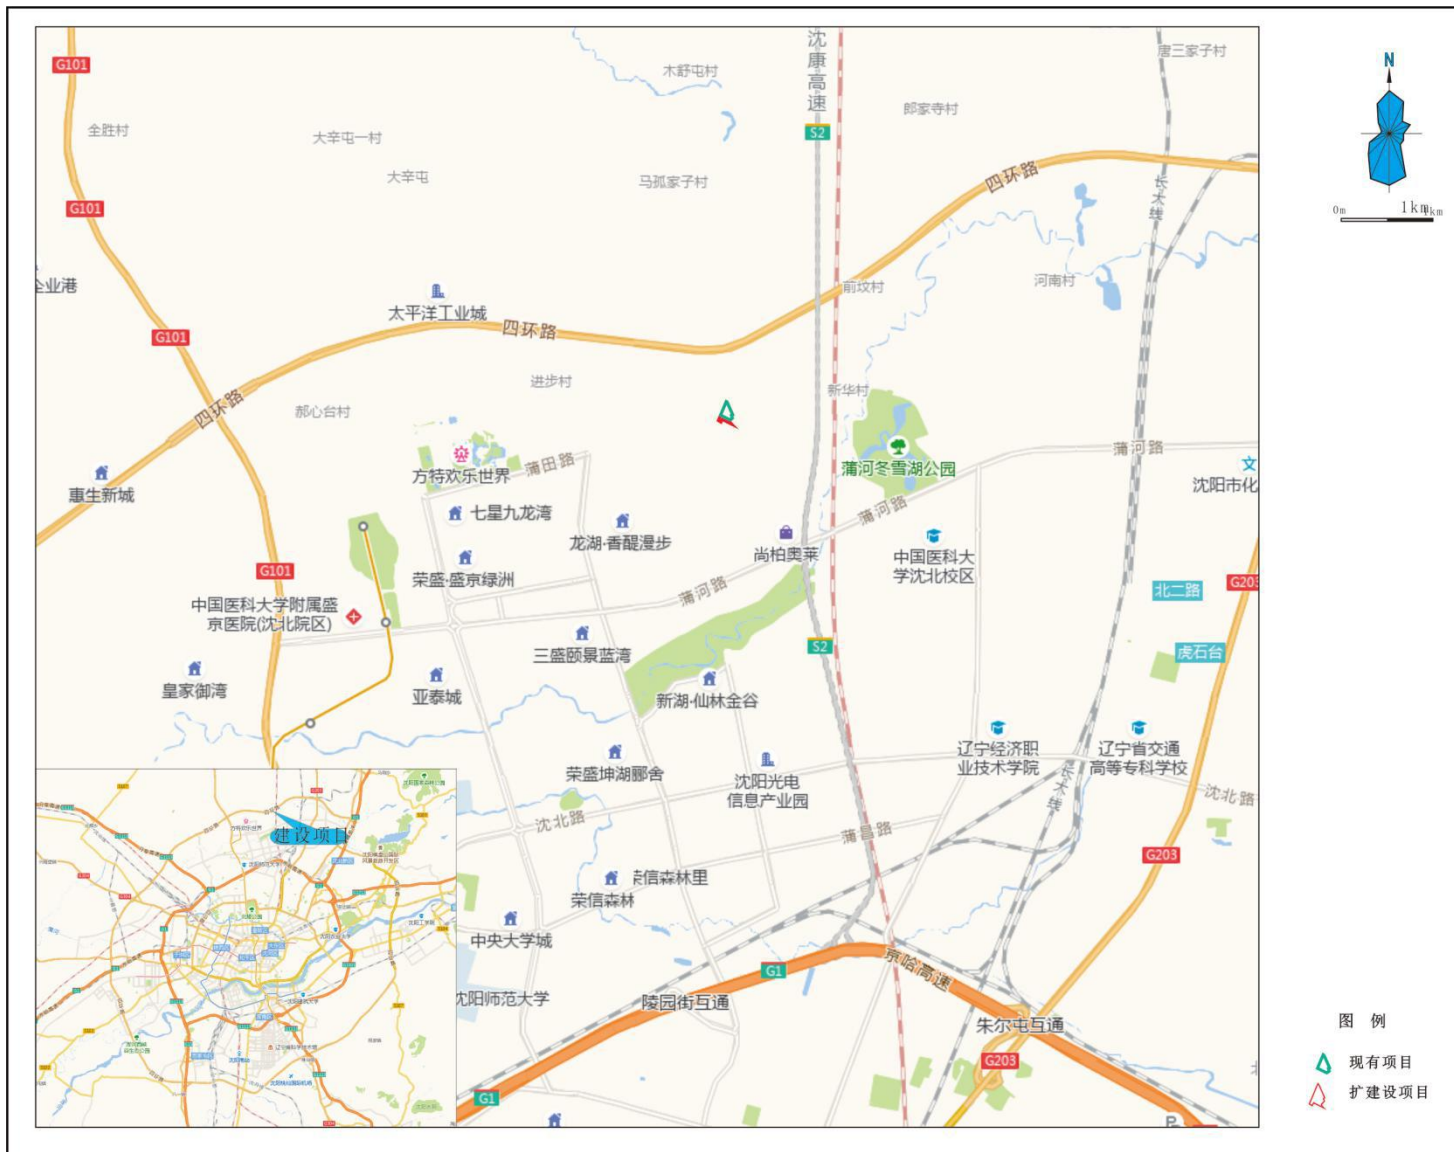 沈康高速
唐三家子村
G101
木舒屯村
N
郎家寺村
全胜村
大辛屯一村
S2
大辛屯
马孤家子村
四环路
长大线
G101
0m
1km
1km
企业港
前坟村
河南村
太平洋工业城
G101
四环路
进步村
新华村
四环路
郝心台村
蒲河路
方特欢乐世界
蒲田路
蒲河冬雪湖公园
惠生新城
沈阳市化
七星九龙湾
蒲河路
龙湖·香醍漫步
尚柏奥莱
中国医科大
学沈北校区
G101
荣盛·盛京绿洲
蒲河路
北二路
G203
中国医科大学附属盛
京医院(沈北院区)
三盛颐景蓝湾
S2
虎石台
皇家御湾
亚泰城
新湖·仙林金谷
荣盛坤湖郦舍
沈阳光电
信息产业园
辽宁经济职
业技术学院
辽宁省交通
高等专科学校
长大线
沈北路
沈北路
蒲昌路
方特欢乐世界
建设项目
G203
荣信森林里
荣信森林
中央大学城
G1
京哈高速
沈阳师范大学
陵园街互通
朱尔屯互通
G203
G1
图 例
现有项目
扩建设项目